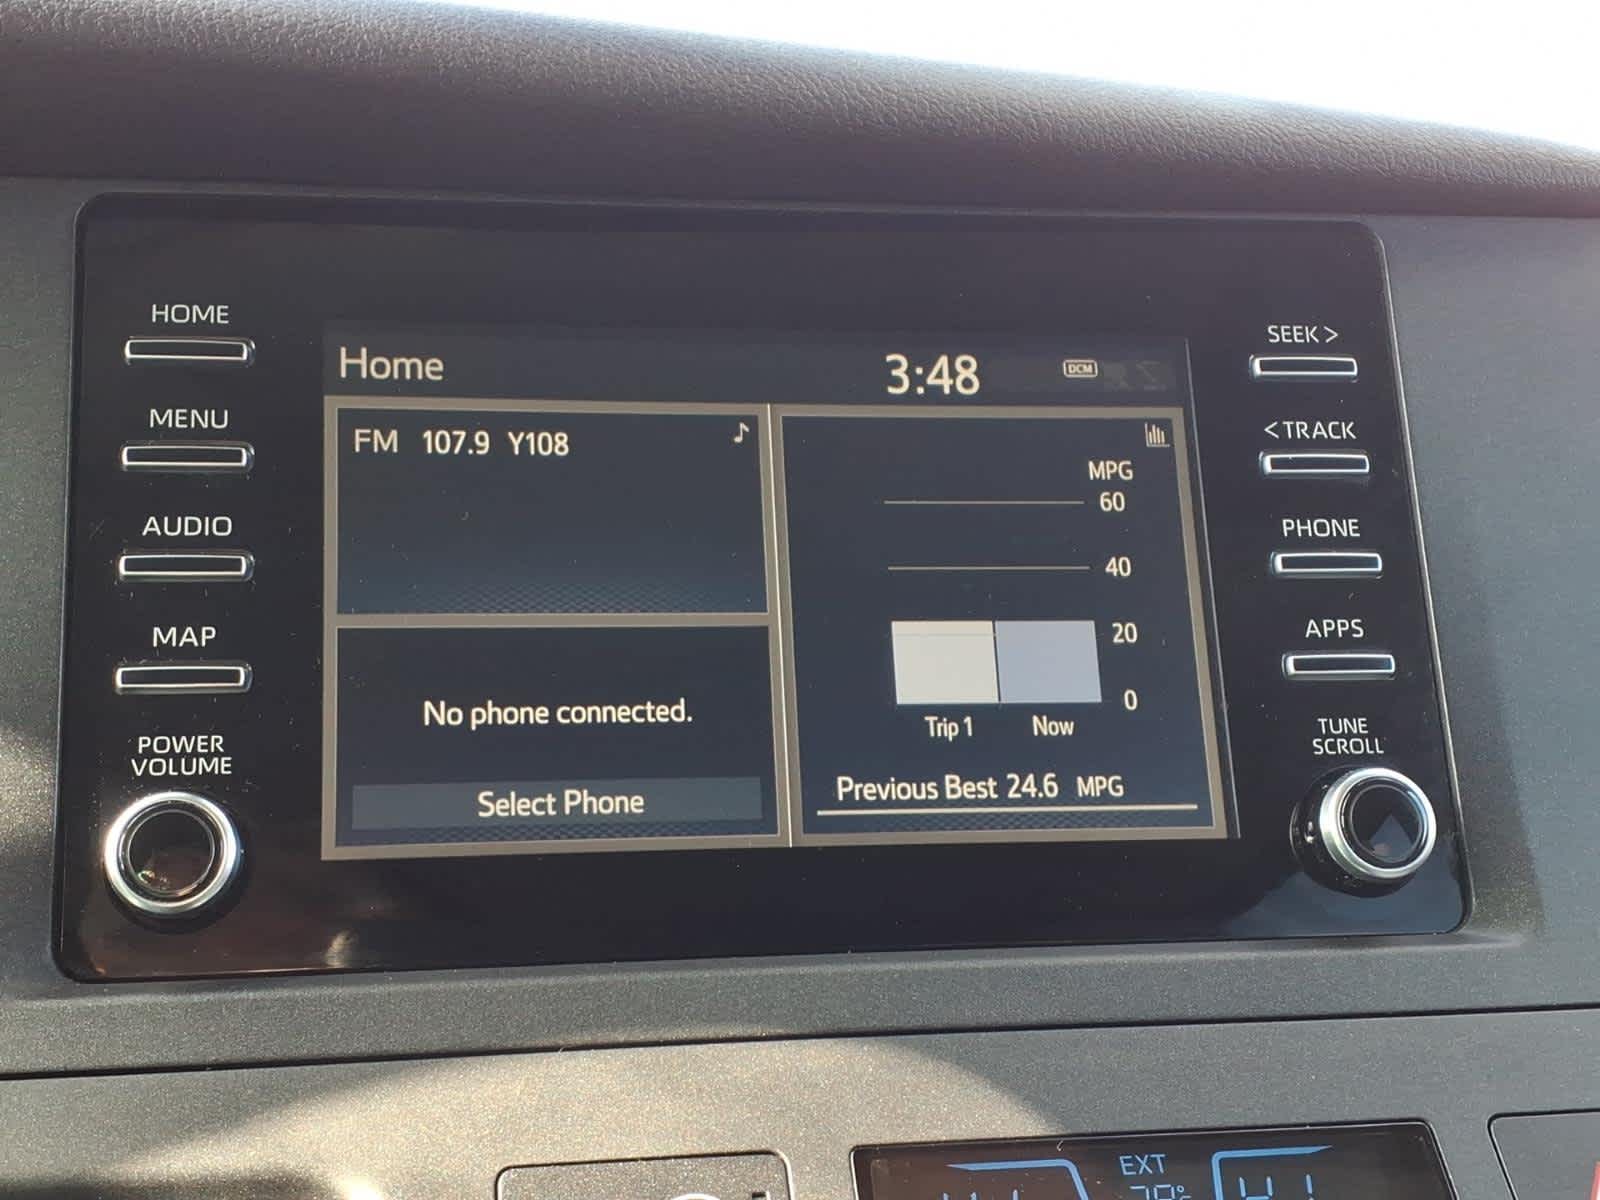 HOME
MENU
AUDIO
MAP
POWER
VOLUME
Home
3:48
DCM
FM 107.9 Y108
No phone connected.
Select Phone
MPG
60
40
20
0
Trip 1 Now
Previous Best 24.6 MPG
SEEK >
< TRACK
PHONE
APPS
TUNE
SCROLL
EXT